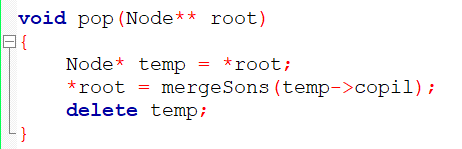 void pop(Node** root)
{
    Node* temp = *root;
    *root = mergeSons(temp->copil);
    delete temp;
}